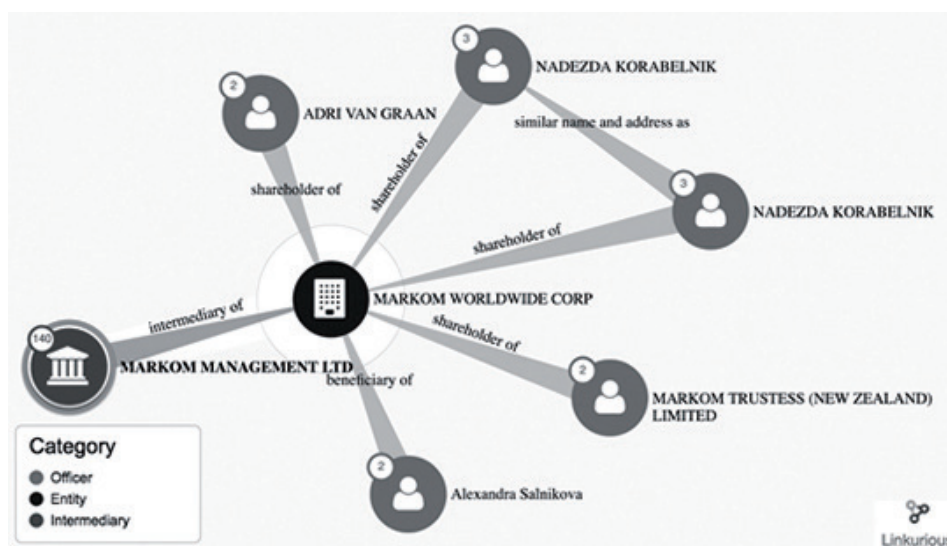 3
NADEZDA KORABELNIK
2
ADRI VAN GRAAN
similar name and address as
shareholder of
shareholder of
3
NADEZDA KORABELNIK
shareholder of
MARKOM WORLDWIDE CORP
intermediary of
shareholder of
140
MARKOM MANAGEMENT LTD
beneficiary of
2
MARKOM TRUSTESS (NEW ZEALAND)
LIMITED
Category
Officer
Entity
Intermediary
2
Alexandra Salnikova
Linkurious